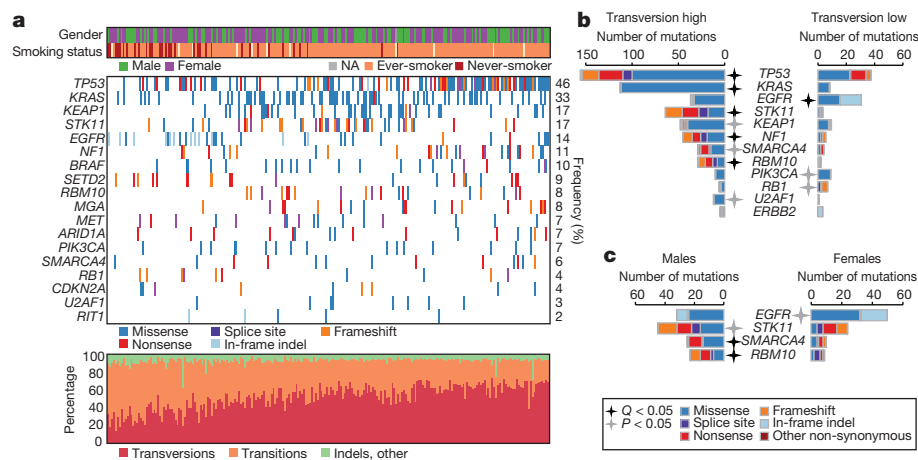 a
Gender
Smoking status
Male Female NA Ever-smoker Never-smoker
TP53 46
KRAS 33
KEAP1 17
STK11 17
EGFR 14
NF1 11
BRAF 10
SETD2 9
RBM10 8
MGA 8
MET 7
ARID1A 7
PIK3CA 7
SMARCA4 6
RB1 4
CDKN2A 4
U2AF1 3
RIT1 2
Frequency (%)
Missense Splice site Frameshift
Nonsense In-frame indel
Percentage
100
80
60
40
20
0
Transversions Transitions Indels, other
b
Transversion high Transversion low
Number of mutations Number of mutations
150 100 50 0 0 20 40 60 80
TP53
KRAS
EGFR
STK11
KEAP1
NF1
SMARCA4
RBM10
PIK3CA
RB1
U2AF1
ERBB2
c
Males Females
Number of mutations Number of mutations
60 40 20 0 0 20 40 60
EGFR
STK11
SMARCA4
RBM10
Q < 0.05 Missense Frameshift
P < 0.05 Splice site In-frame indel
Nonsense Other non-synonymous